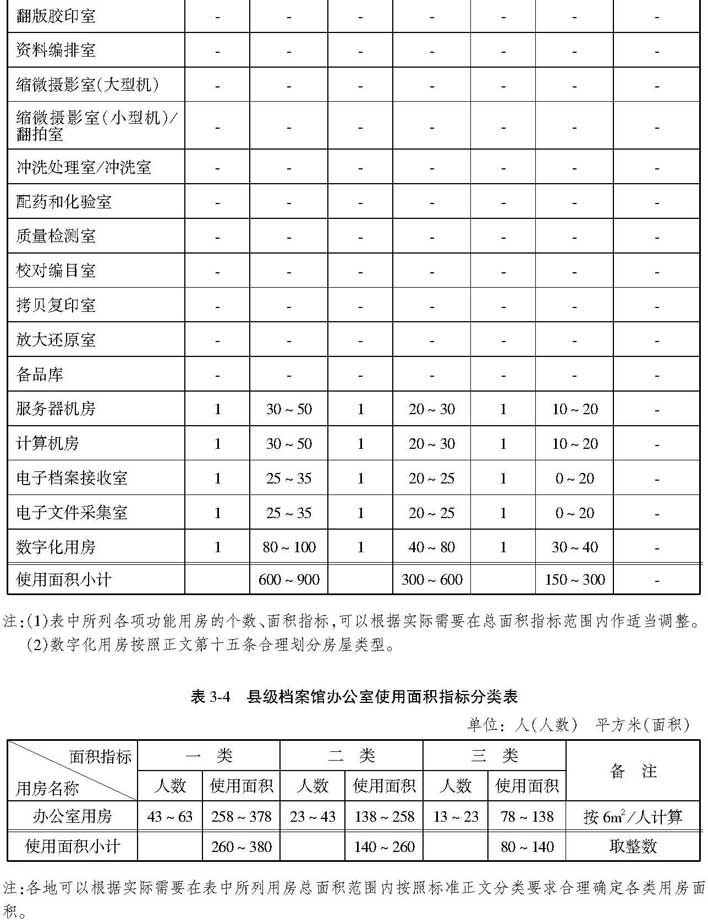 翻版胶印室 - - - - - - -
资料编排室 - - - - - - -
缩微摄影室(大型机) - - - - - - -
缩微摄影室(小型机)/
翻拍室 - - - - - - -
冲洗处理室/冲洗室 - - - - - - -
配药和化验室 - - - - - - -
质量检测室 - - - - - - -
校对编目室 - - - - - - -
拷贝复印室 - - - - - - -
放大还原室 - - - - - - -
备品库 - - - - - - -
服务器机房 1 30~50 1 20~30 1 10~20 -
计算机房 1 30~50 1 20~30 1 10~20 -
电子档案接收室 1 25~35 1 20~25 1 0~20 -
电子文件采集室 1 25~35 1 20~25 1 0~20 -
数字化用房 1 80~100 1 40~80 1 30~40 -
使用面积小计 600~900 300~600 150~300 -
注:(1)表中所列各项功能用房的个数、面积指标,可以根据实际需要在总面积指标范围内作适当调整。
(2)数字化用房按照正文第十五条合理划分房屋类型。
表 3-4 县级档案馆办公室使用面积指标分类表
单位: 人(人数) 平方米(面积)
面积指标 一 类 二 类 三 类 备 注
用房名称 人数 使用面积 人数 使用面积 人数 使用面积
办公室用房 43~63 258~378 23~43 138~258 13~23 78~138 按 6m²/人计算
使用面积小计 260~380 140~260 80~140 取整数
注:各地可以根据实际需要在表中所列用房总面积范围内按照标准正文分类要求合理确定各类用房面
积。